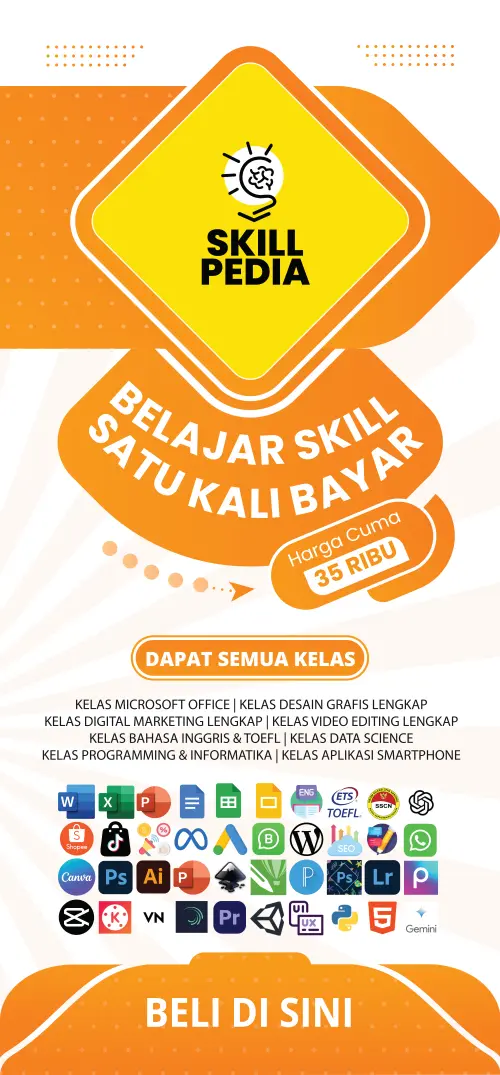 SKILL
PEDIA
BELAJAR SKILL
SATU KALI BAYAR
Harga Cuma
35 RIBU
DAPAT SEMUA KELAS
KELAS MICROSOFT OFFICE | KELAS DESAIN GRAFIS LENGKAP
KELAS DIGITAL MARKETING LENGKAP | KELAS VIDEO EDITING LENGKAP
KELAS BAHASA INGGRIS & TOEFL | KELAS DATA SCIENCE
KELAS PROGRAMMING & INFORMATIKA | KELAS APLIKASI SMARTPHONE
W X P ENG ETS TOEFL SSCN
Shopee B SEO
Canva Ps Ai P P Ps Lr P
K VN Pr UI UX 5 Gemini
BELI DI SINI